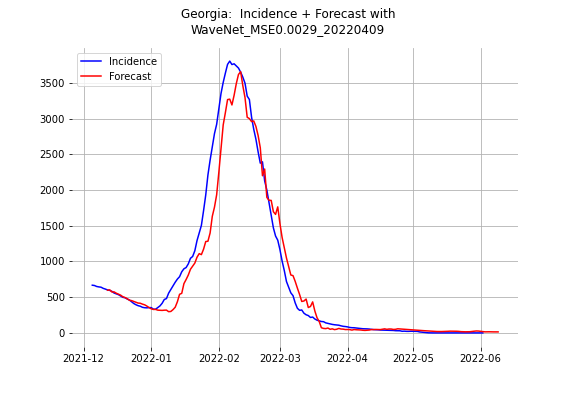 Georgia:  Incidence + Forecast with
WaveNet_MSE0.0029_20220409
Incidence
Forecast
3500
3000
2500
2000
1500
1000
500
0
2021-12 2022-01 2022-02 2022-03 2022-04 2022-05 2022-06